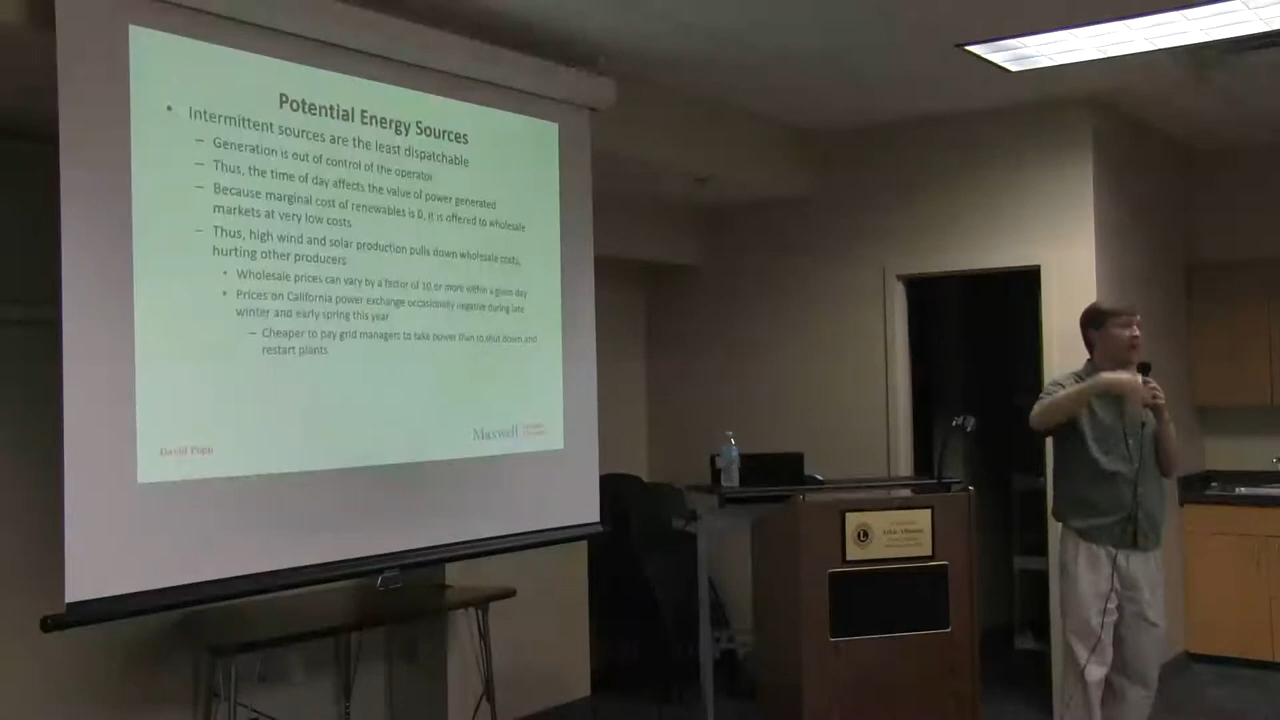 Potential Energy Sources
• Intermittent sources are the least dispatchable
– Generation is out of control of the operator
– Thus, the time of day affects the value of power generated
– Because marginal cost of renewables is 0, it is offered to wholesale
markets at very low costs
– Thus, high wind and solar production pulls down wholesale costs,
hurting other producers
• Wholesale prices can vary by a factor of 10 or more within a given day
• Prices on California power exchange occasionally negative during late
winter and early spring this year
– Cheaper to pay grid managers to take power than to shut down and
restart plants
David Popp
Maxwell
L